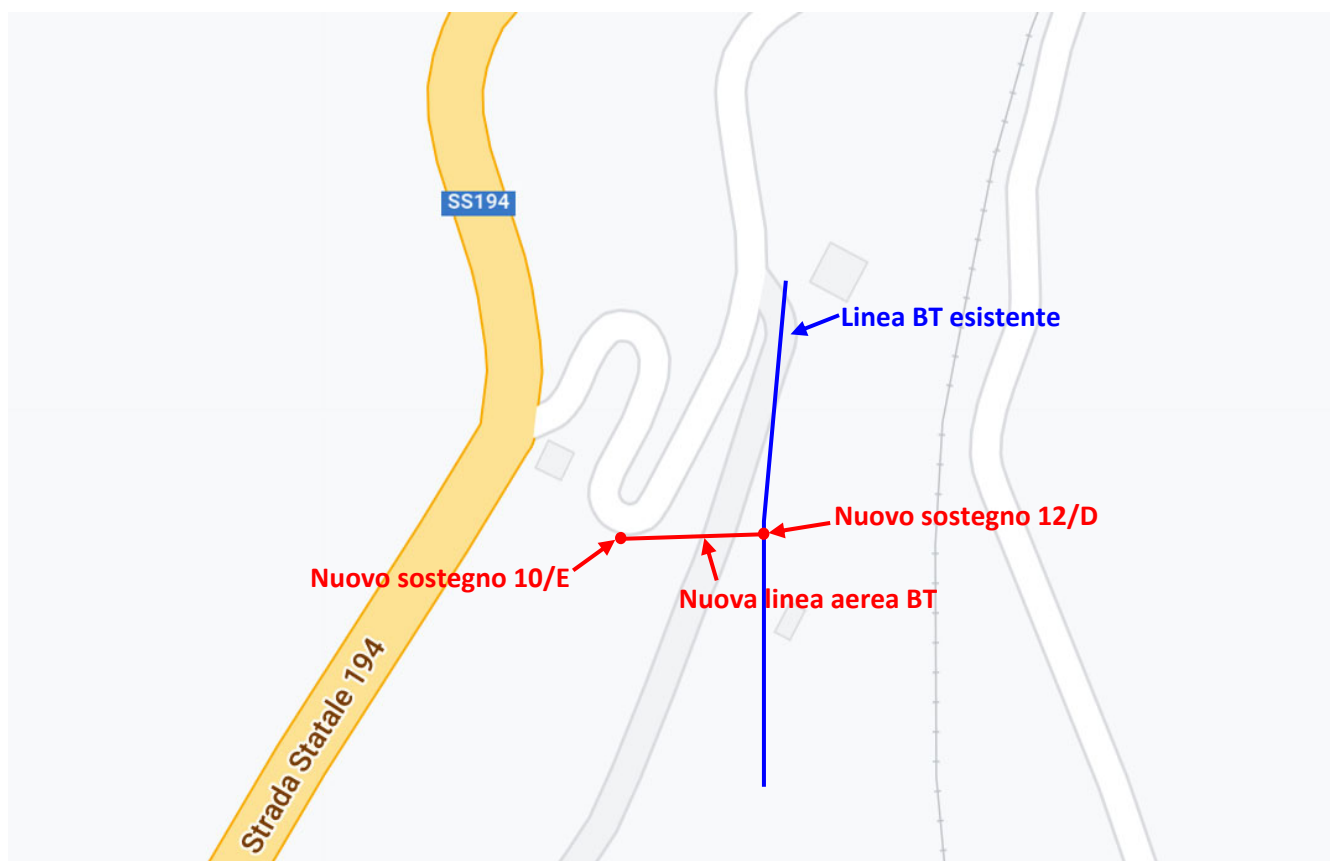 SS194
Linea BT esistente
Nuovo sostegno 12/D
Nuovo sostegno 10/E
Nuova linea aerea BT
Strada Statale 194